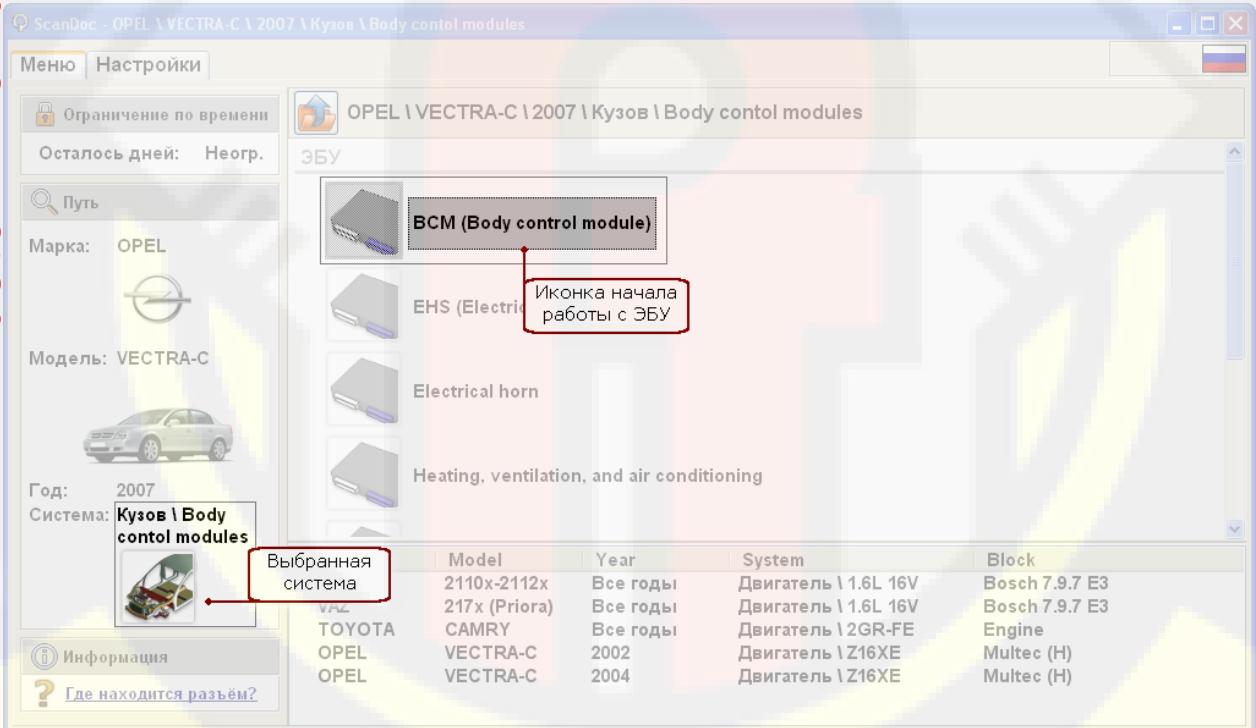 ScanDoc - OPEL \ VECTRA-C \ 2007 \ Кузов \ Body contol modules
Меню Настройки
Ограничение по времени
Осталось дней: Неогр.
Путь
Марка: OPEL
Модель: VECTRA-C
Год: 2007
Система: Кузов \ Body
contol modules
Выбранная
система
Информация
Где находится разъём?
OPEL \ VECTRA-C \ 2007 \ Кузов \ Body contol modules
ЭБУ
BCM (Body control module)
Иконка начала
работы с ЭБУ
EHS (Electri
Electrical horn
Heating, ventilation, and air conditioning
Model Year System Block
2110x-2112x Все годы Двигатель \ 1.6L 16V Bosch 7.9.7 E3
VAZ 217x (Priora) Все годы Двигатель \ 1.6L 16V Bosch 7.9.7 E3
TOYOTA CAMRY Все годы Двигатель \ 2GR-FE Engine
OPEL VECTRA-C 2002 Двигатель \ Z16XE Multec (H)
OPEL VECTRA-C 2004 Двигатель \ Z16XE Multec (H)